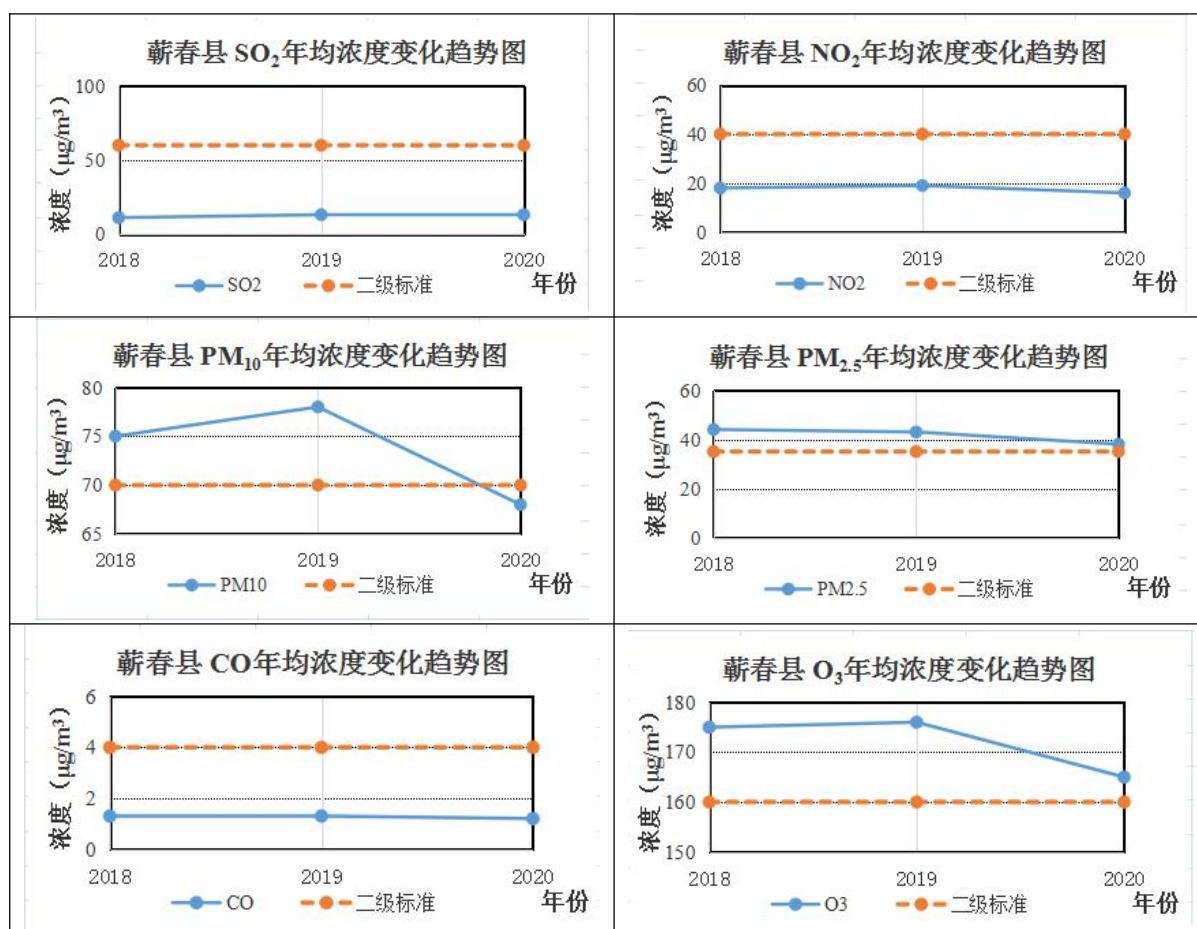 蕲春县 SO₂年均浓度变化趋势图
浓度（μg/m³）
100
50
0
2018 2019 2020
SO2 二级标准 年份
蕲春县 NO₂年均浓度变化趋势图
浓度（μg/m³）
60
40
20
0
2018 2019 2020
NO2 二级标准 年份
蕲春县 PM₁₀年均浓度变化趋势图
浓度（μg/m³）
80
75
70
65
2018 2019 2020
PM10 二级标准 年份
蕲春县 PM₂.₅年均浓度变化趋势图
浓度（μg/m³）
60
40
20
0
2018 2019 2020
PM2.5 二级标准 年份
蕲春县 CO年均浓度变化趋势图
浓度（μg/m³）
6
4
2
0
2018 2019 2020
CO 二级标准 年份
蕲春县 O₃年均浓度变化趋势图
浓度（μg/m³）
180
170
160
150
2018 2019 2020
O3 二级标准 年份